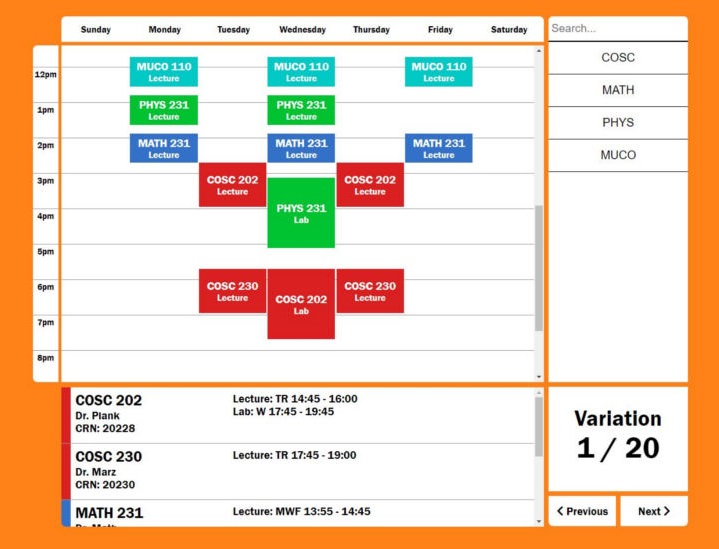 Sunday Monday Tuesday Wednesday Thursday Friday Saturday
Search...
COSC
MATH
PHYS
MUCO
12pm
MUCO 110 MUCO 110 MUCO 110
Lecture Lecture Lecture
1pm
PHYS 231 PHYS 231
Lecture Lecture
2pm
MATH 231 MATH 231 MATH 231
Lecture Lecture Lecture
3pm
COSC 202 COSC 202
Lecture Lecture
PHYS 231
Lab
4pm
5pm
6pm
COSC 230 COSC 230
Lecture Lecture
COSC 202
Lab
7pm
8pm
COSC 202 Lecture: TR 14:45 - 16:00
Dr. Plank Lab: W 17:45 - 19:45
CRN: 20228
COSC 230 Lecture: TR 17:45 - 19:00
Dr. Marz
CRN: 20230
MATH 231 Lecture: MWF 13:55 - 14:45
Variation
1 / 20
Previous Next